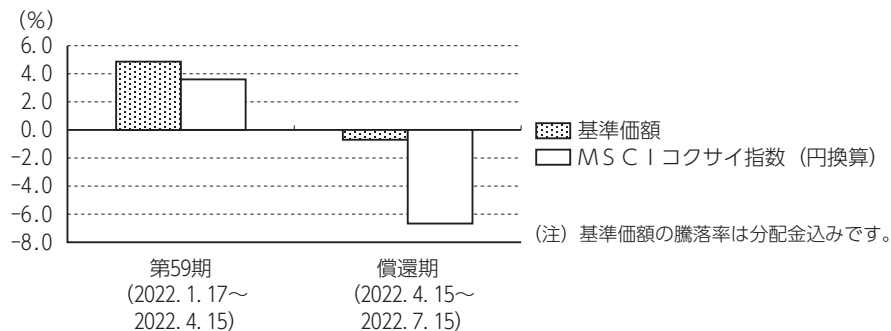 (%)
6.0
4.0
2.0
0.0
-2.0
-4.0
-6.0
-8.0
基準価額
MSCIコクサイ指数（円換算）
（注）基準価額の騰落率は分配金込みです。
第59期
(2022.1.17～
2022.4.15)
償還期
(2022.4.15～
2022.7.15)